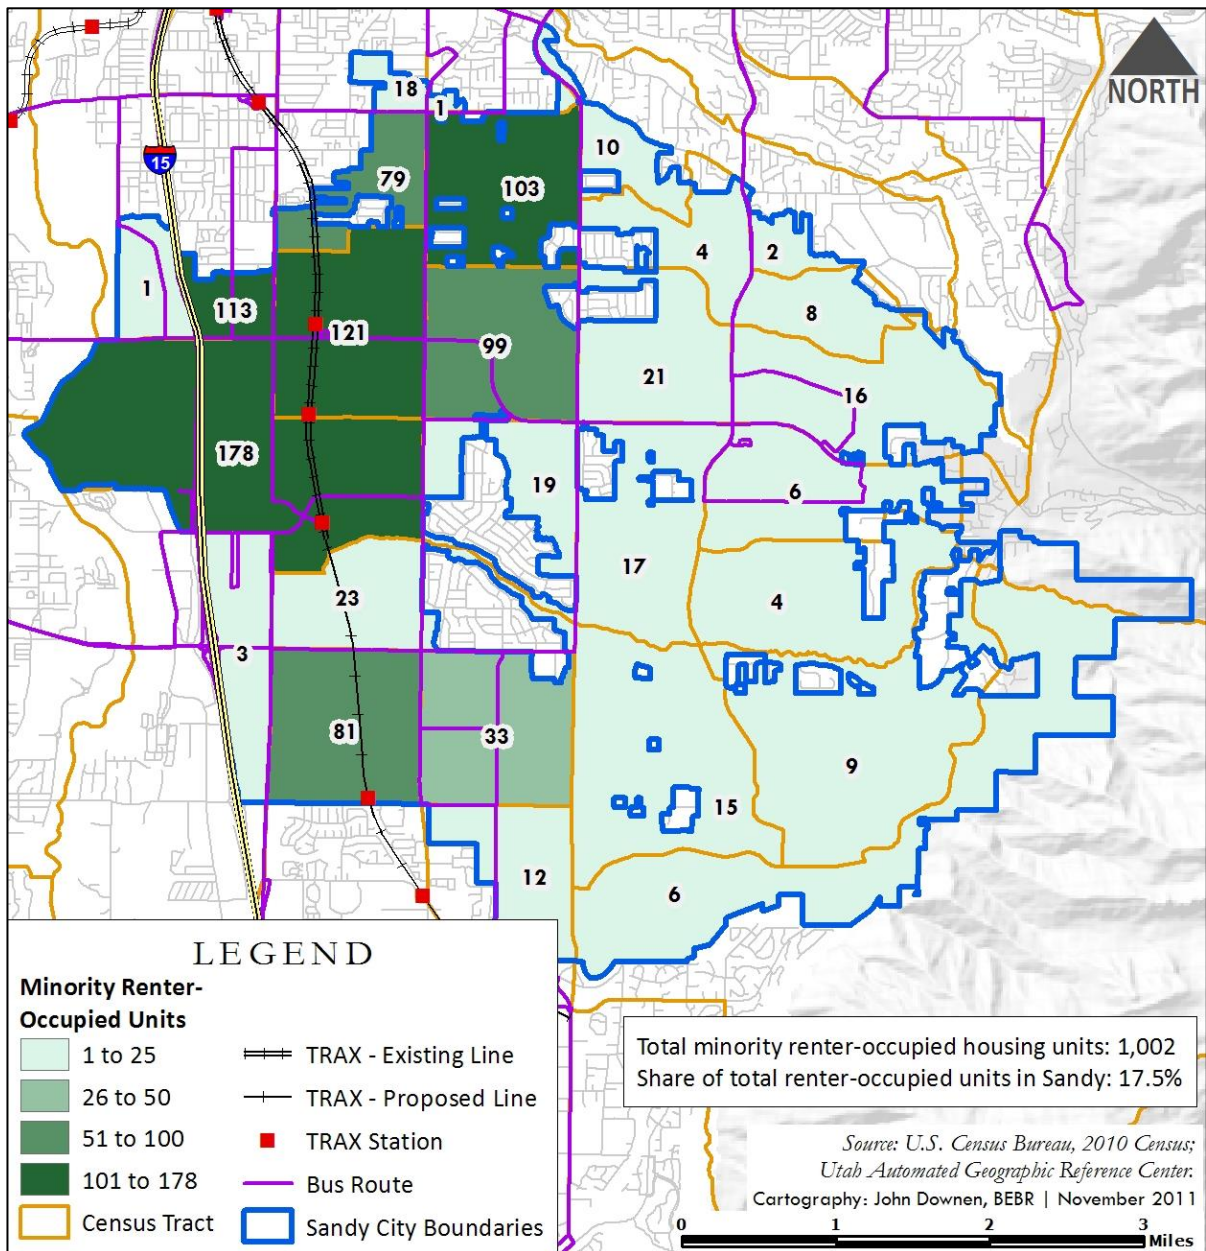 NORTH
18
1
10
15
79
103
4
2
1
113
8
121
99
21
16
178
19
6
17
4
23
3
81
33
9
15
12
6
LEGEND
Minority Renter-
Occupied Units
1 to 25
26 to 50
51 to 100
101 to 178
Census Tract
TRAX - Existing Line
TRAX - Proposed Line
TRAX Station
Bus Route
Sandy City Boundaries
Total minority renter-occupied housing units: 1,002
Share of total renter-occupied units in Sandy: 17.5%
Source: U.S. Census Bureau, 2010 Census;
Utah Automated Geographic Reference Center.
Cartography: John Downen, BEBR | November 2011
0 1 2 3
Miles